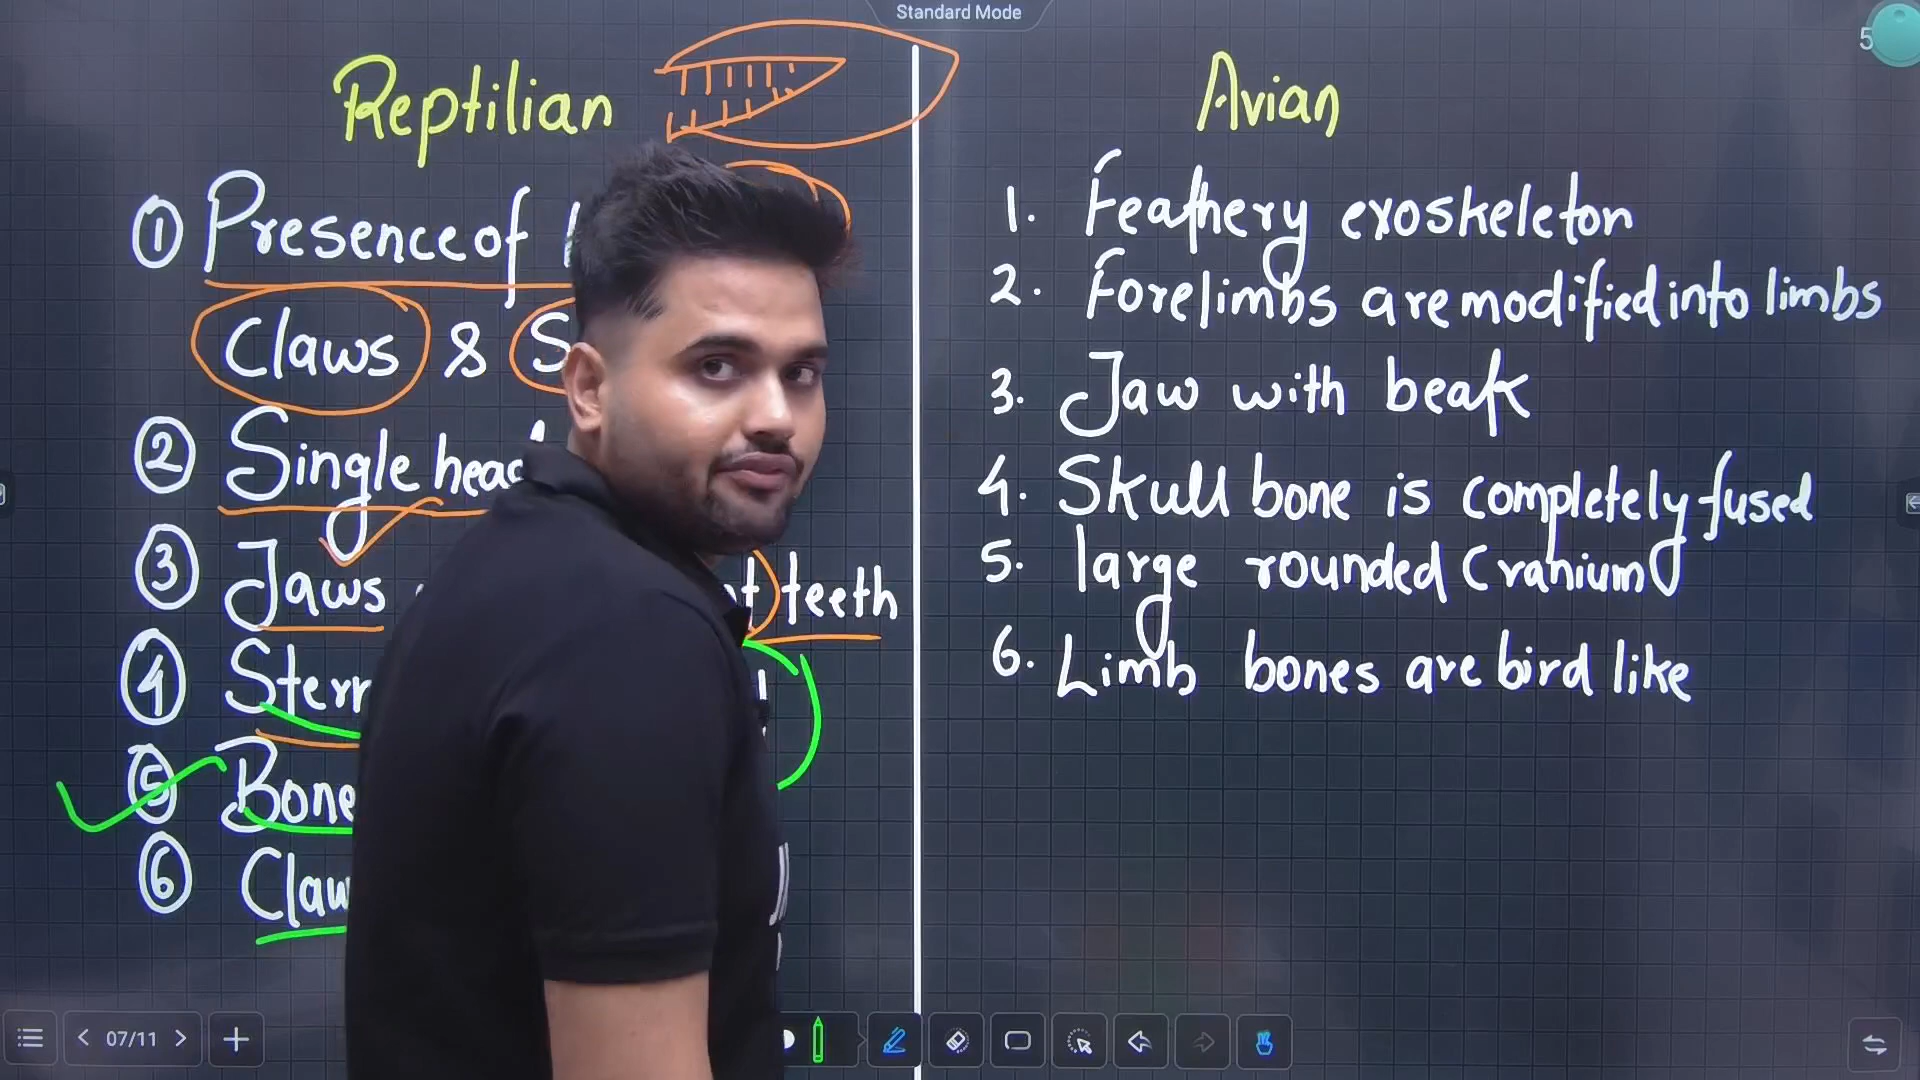 Standard Mode
5
Reptilian
① Presence of
Claws &
② Single head
③ Jaws teeth
④
⑤ Bone
⑥ Claw
Avian
1. Feathery exoskeleton
2. Forelimbs are modified into limbs
3. Jaw with beak
4. Skull bone is completely fused
5. large rounded Cranium
6. Limb bones are bird like
07/11